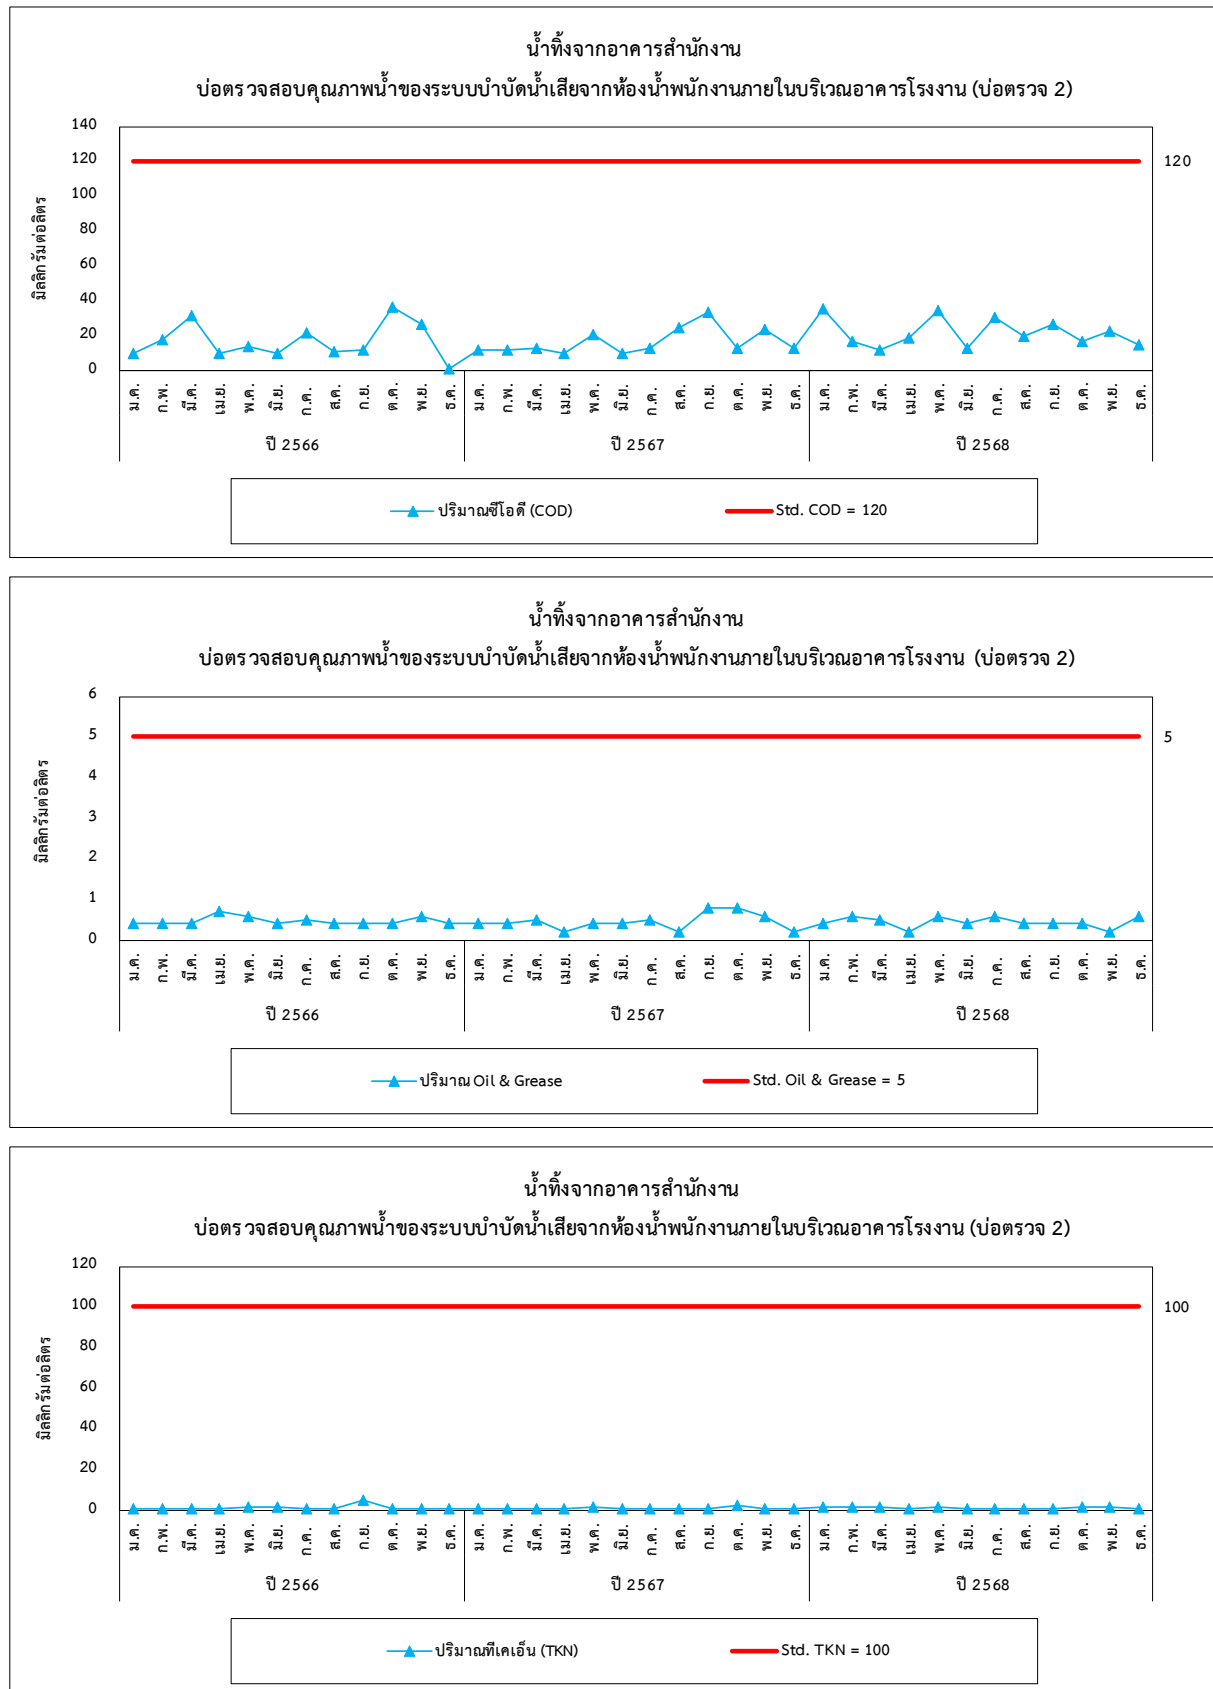 น้ำทิ้งจากอาคารสำนักงาน
บ่อตรวจสอบคุณภาพน้ำของระบบบำบัดน้ำเสียจากห้องน้ำพนักงานภายในบริเวณอาคารโรงงาน (บ่อตรวจ 2)
มิลลิกรัมต่อลิตร
140
120
100
80
60
40
20
0
120
ม.ค. ก.พ. มี.ค. เม.ย. พ.ค. มิ.ย. ก.ค. ส.ค. ก.ย. ต.ค. พ.ย. ธ.ค. ม.ค. ก.พ. มี.ค. เม.ย. พ.ค. มิ.ย. ก.ค. ส.ค. ก.ย. ต.ค. พ.ย. ธ.ค. ม.ค. ก.พ. มี.ค. เม.ย. พ.ค. มิ.ย. ก.ค. ส.ค. ก.ย. ต.ค. พ.ย. ธ.ค.
ปี 2566 ปี 2567 ปี 2568
ปริมาณซีโอดี (COD) Std. COD = 120
น้ำทิ้งจากอาคารสำนักงาน
บ่อตรวจสอบคุณภาพน้ำของระบบบำบัดน้ำเสียจากห้องน้ำพนักงานภายในบริเวณอาคารโรงงาน (บ่อตรวจ 2)
มิลลิกรัมต่อลิตร
6
5
4
3
2
1
0
5
ม.ค. ก.พ. มี.ค. เม.ย. พ.ค. มิ.ย. ก.ค. ส.ค. ก.ย. ต.ค. พ.ย. ธ.ค. ม.ค. ก.พ. มี.ค. เม.ย. พ.ค. มิ.ย. ก.ค. ส.ค. ก.ย. ต.ค. พ.ย. ธ.ค. ม.ค. ก.พ. มี.ค. เม.ย. พ.ค. มิ.ย. ก.ค. ส.ค. ก.ย. ต.ค. พ.ย. ธ.ค.
ปี 2566 ปี 2567 ปี 2568
ปริมาณ Oil & Grease Std. Oil & Grease = 5
น้ำทิ้งจากอาคารสำนักงาน
บ่อตรวจสอบคุณภาพน้ำของระบบบำบัดน้ำเสียจากห้องน้ำพนักงานภายในบริเวณอาคารโรงงาน (บ่อตรวจ 2)
มิลลิกรัมต่อลิตร
120
100
80
60
40
20
0
100
ม.ค. ก.พ. มี.ค. เม.ย. พ.ค. มิ.ย. ก.ค. ส.ค. ก.ย. ต.ค. พ.ย. ธ.ค. ม.ค. ก.พ. มี.ค. เม.ย. พ.ค. มิ.ย. ก.ค. ส.ค. ก.ย. ต.ค. พ.ย. ธ.ค. ม.ค. ก.พ. มี.ค. เม.ย. พ.ค. มิ.ย. ก.ค. ส.ค. ก.ย. ต.ค. พ.ย. ธ.ค.
ปี 2566 ปี 2567 ปี 2568
ปริมาณทีเคเอ็น (TKN) Std. TKN = 100